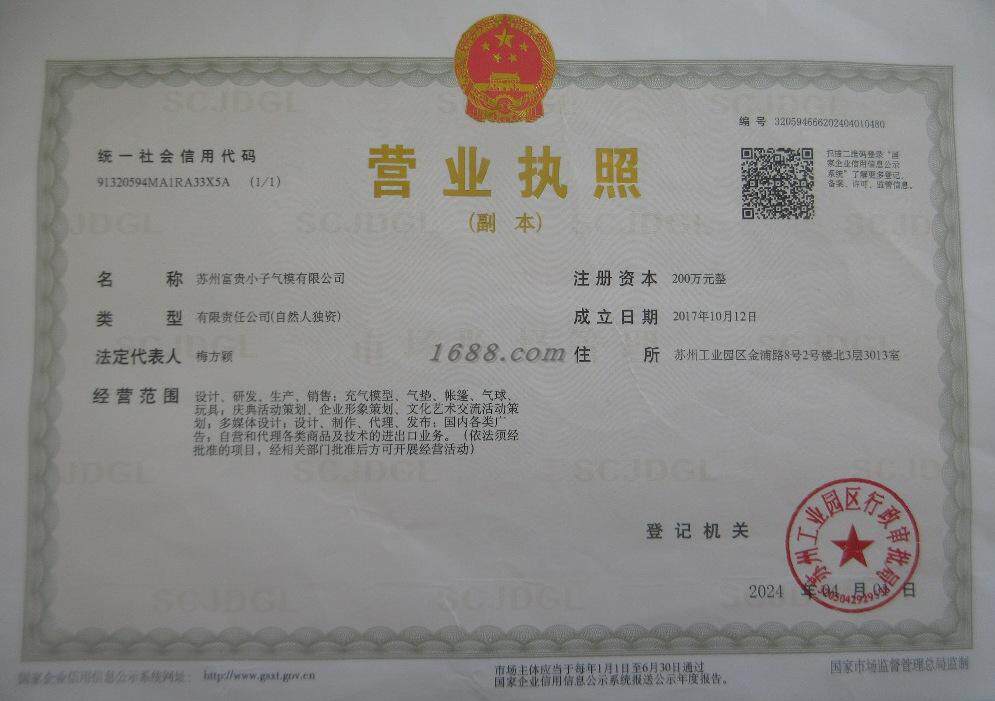 编 号 320594666202404010480
统一社会信用代码
91320594MA1RA33X5A (1/1)
营业执照
(副 本)
扫描二维码登录“国
家企业信用信息公示
系统”了解更多登记、
备案、许可、监管信息。
名 称 苏州富贵小子气模有限公司
类 型 有限责任公司(自然人独资)
法定代表人 梅方颖
经营范围 设计、研发、生产、销售：充气模型、气垫、帐篷、气球、
玩具；庆典活动策划、企业形象策划、文化艺术交流活动策
划；多媒体设计；设计、制作、代理、发布：国内各类广
告；自营和代理各类商品及技术的进出口业务。（依法须经
批准的项目，经相关部门批准后方可开展经营活动）
注册资本 200万元整
成立日期 2017年10月12日
住 所 苏州工业园区金浦路8号2号楼北3层3013室
1688.com
登记机关
苏州工业园区行政审批局
2024 年 04 月 日
国家企业信用信息公示系统网址： http://www.gsxt.gov.cn
市场主体应当于每年1月1日至6月30日通过
国家企业信用信息公示系统报送公示年度报告。
国家市场监督管理总局监制